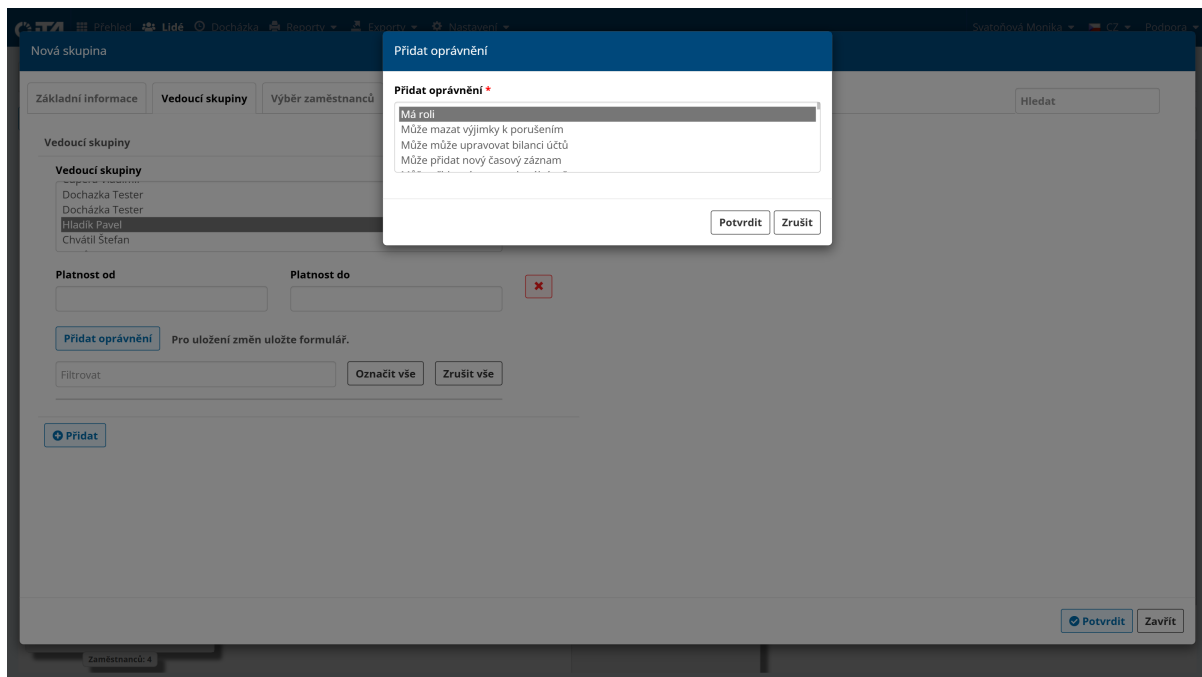 Přehled Lidé Docházka Reporty Exporty Nastavení Svatoňová Monika CZ Podpora
Nová skupina
Přidat oprávnění
Základní informace Vedoucí skupiny Výběr zaměstnanců
Hledat
Přidat oprávnění *
Má roli
Může mazat výjimky k porušením
Může může upravovat bilanci účtů
Může přidat nový časový záznam
Potvrdit Zrušit
Vedoucí skupiny
Vedoucí skupiny
Dochazka Tester
Docházka Tester
Hladík Pavel
Chvátil Štefan
Platnost od Platnost do
Přidat oprávnění Pro uložení změn uložte formulář.
Filtrovat Označit vše Zrušit vše
Přidat
Potvrdit Zavřít
Zaměstnanců: 4